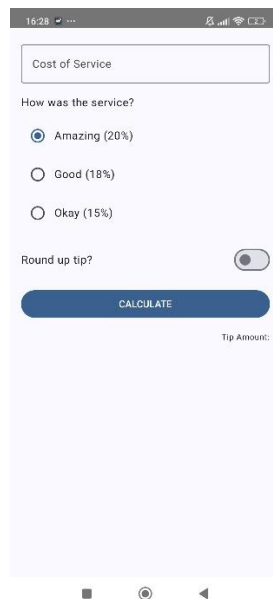 16:28 ...
Cost of Service
How was the service?
Amazing (20%)
Good (18%)
Okay (15%)
Round up tip?
CALCULATE
Tip Amount: